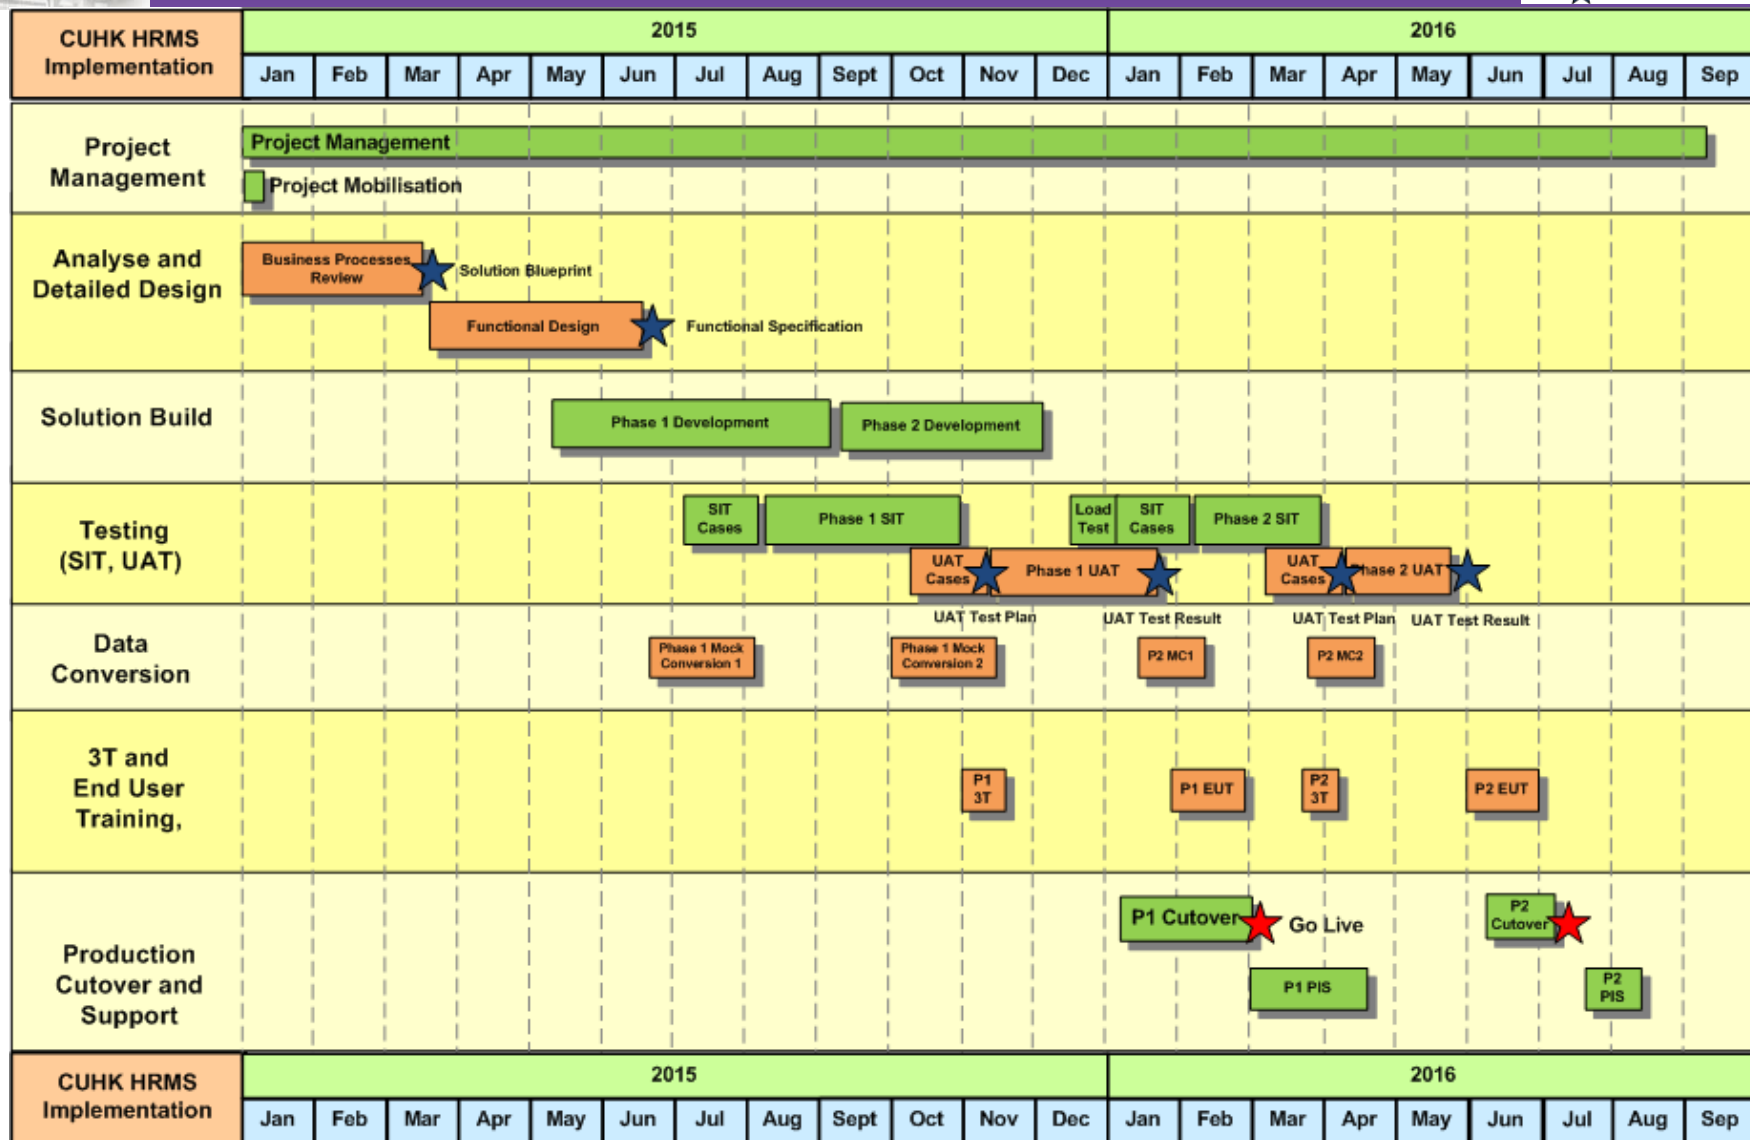 CUHK HRMS
Implementation
2015
2016
Jan
Feb
Mar
Apr
May
Jun
Jul
Aug
Sept
Oct
Nov
Dec
Jan
Feb
Mar
Apr
May
Jun
Jul
Aug
Sep
Project
Management
Project Management
Project Mobilisation
Analyse and
Detailed Design
Business Processes
Review
Solution Blueprint
Functional Design
Functional Specification
Solution Build
Phase 1 Development
Phase 2 Development
Testing
(SIT, UAT)
SIT
Cases
Phase 1 SIT
Load
Test
SIT
Cases
Phase 2 SIT
UAT
Cases
Phase 1 UAT
UAT
Cases
Phase 2 UAT
UAT Test Plan
UAT Test Result
UAT Test Plan
UAT Test Result
Data
Conversion
Phase 1 Mock
Conversion 1
Phase 1 Mock
Conversion 2
P2 MC1
P2 MC2
3T and
End User
Training,
P1
3T
P1 EUT
P2
3T
P2 EUT
Production
Cutover and
Support
P1 Cutover
Go Live
P2
Cutover
P1 PIS
P2
PIS
CUHK HRMS
Implementation
2015
2016
Jan
Feb
Mar
Apr
May
Jun
Jul
Aug
Sept
Oct
Nov
Dec
Jan
Feb
Mar
Apr
May
Jun
Jul
Aug
Sep